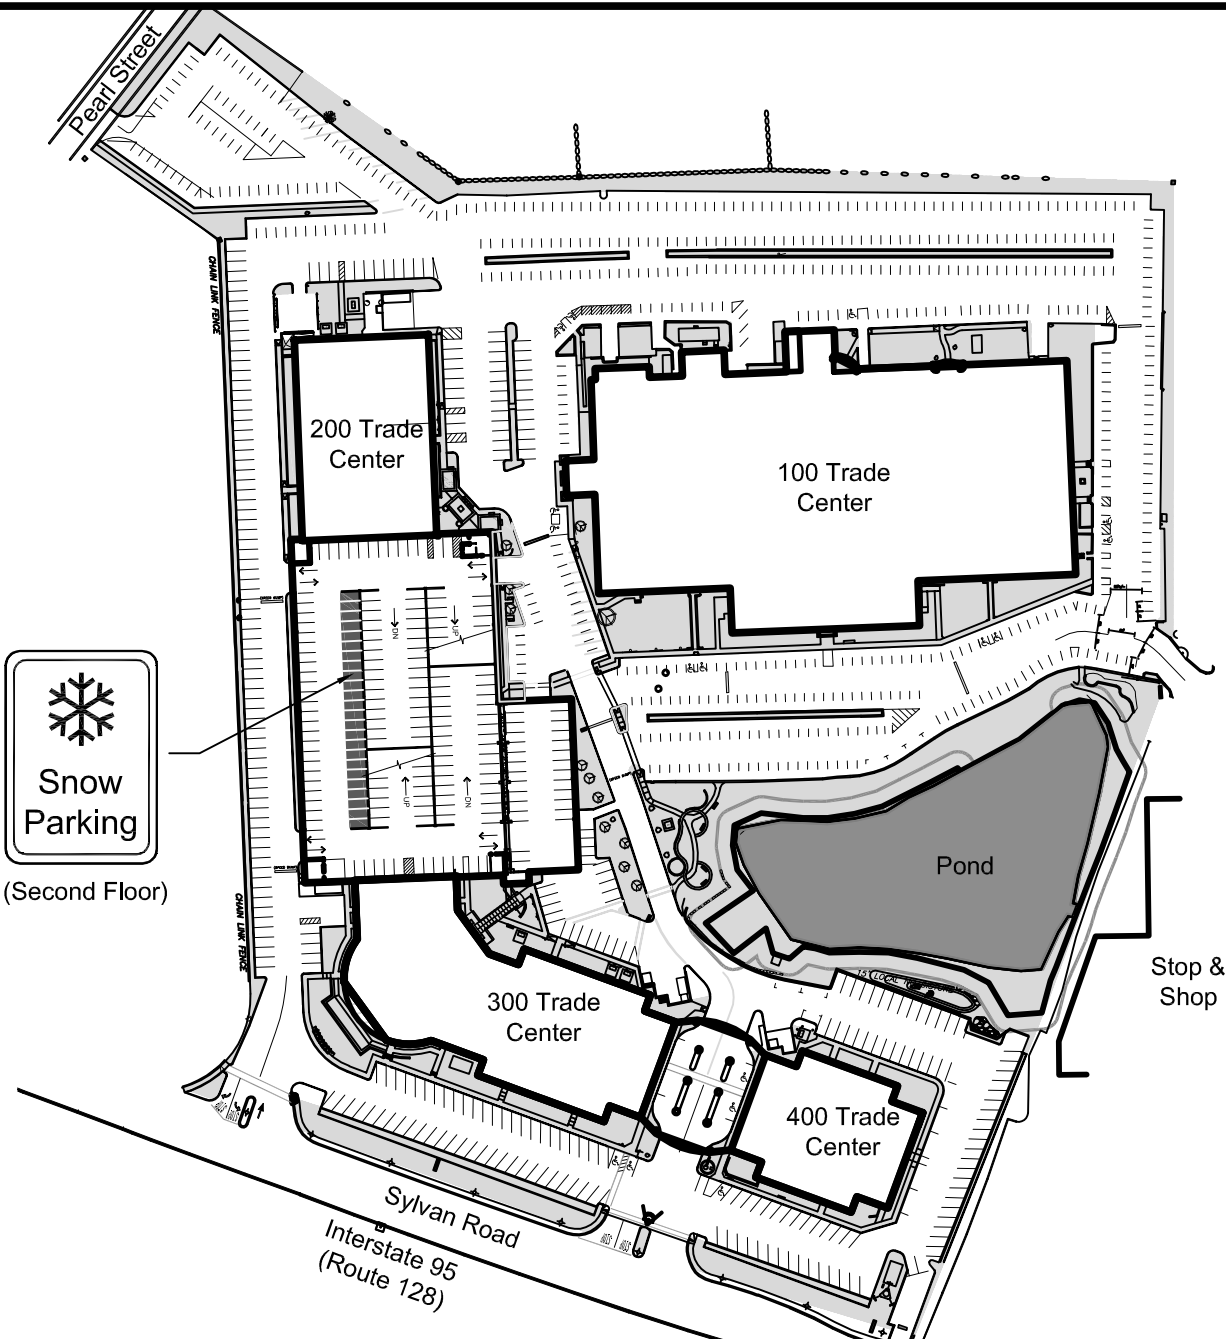 Pearl Street
CHAIN LINK FENCE
200 Trade
Center
100 Trade
Center
DN
UP
Snow
Parking
(Second Floor)
UP
DN
Pond
CHAIN LINK FENCE
Stop &
Shop
300 Trade
Center
400 Trade
Center
Sylvan Road
Interstate 95
(Route 128)